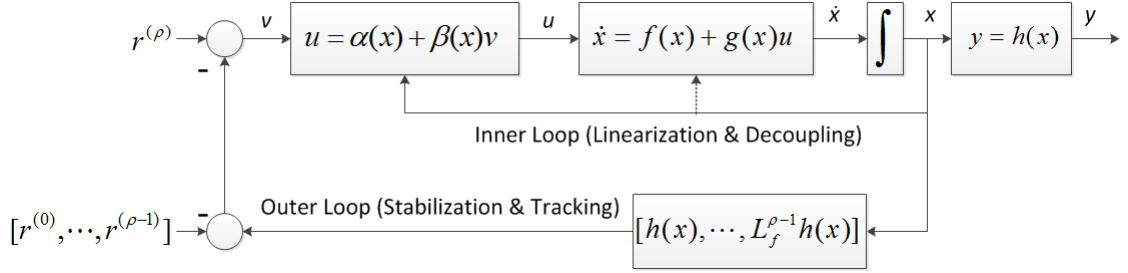 r^{(ρ)}
-
v
u = α(x) + β(x)v
u
ẋ = f(x) + g(x)u
ẋ
∫
x
y = h(x)
y
Inner Loop (Linearization & Decoupling)
[r^{(0)}, ⋯, r^{(ρ-1)}]
-
Outer Loop (Stabilization & Tracking)
[h(x), ⋯, L_f^{ρ-1}h(x)]